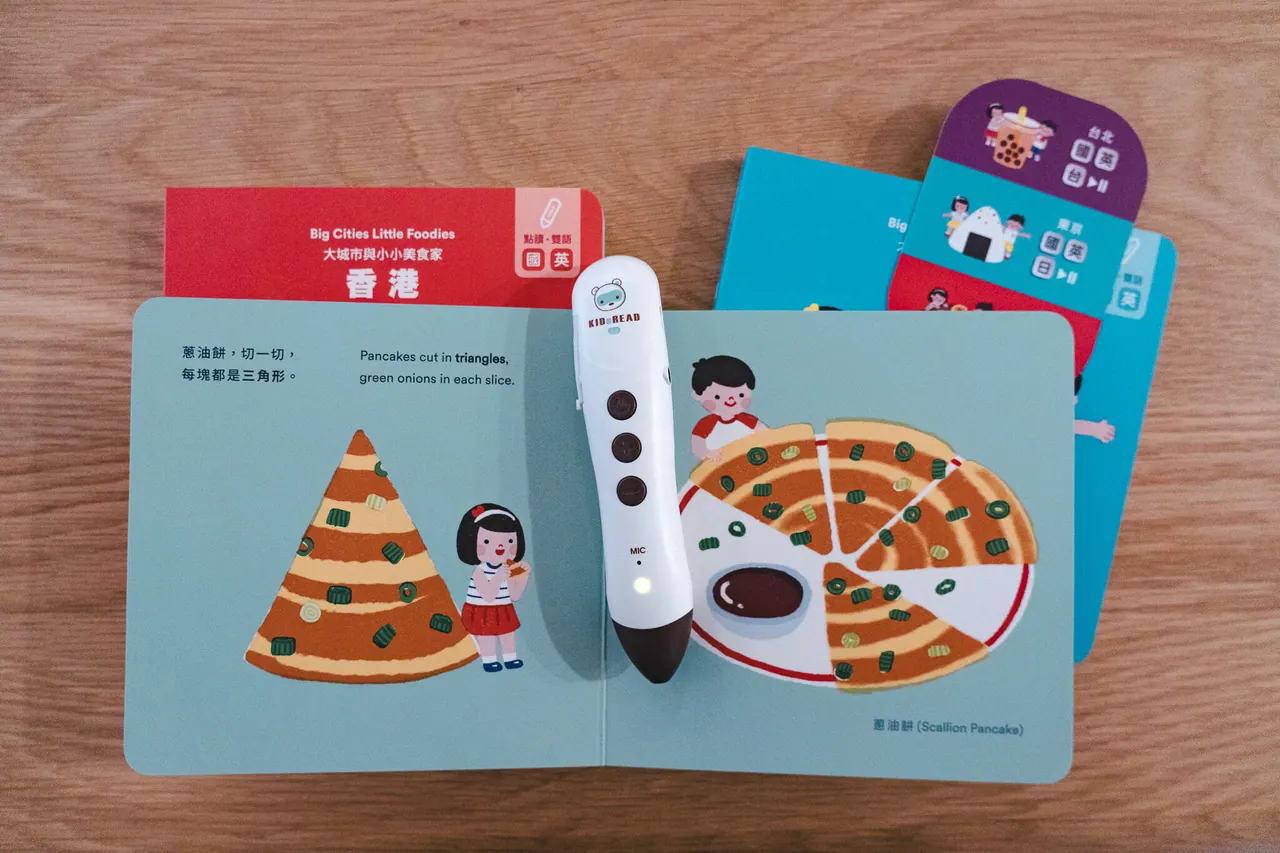 Big Cities Little Foodies
大城市與小小美食家
香港
點讀・雙語
國 英
台北
國 英
台
東京
國 英
日
雙語
英
KIDsREAD
MIC
蔥油餅，切一切，
每塊都是三角形。
Pancakes cut in triangles,
green onions in each slice.
蔥油餅 (Scallion Pancake)